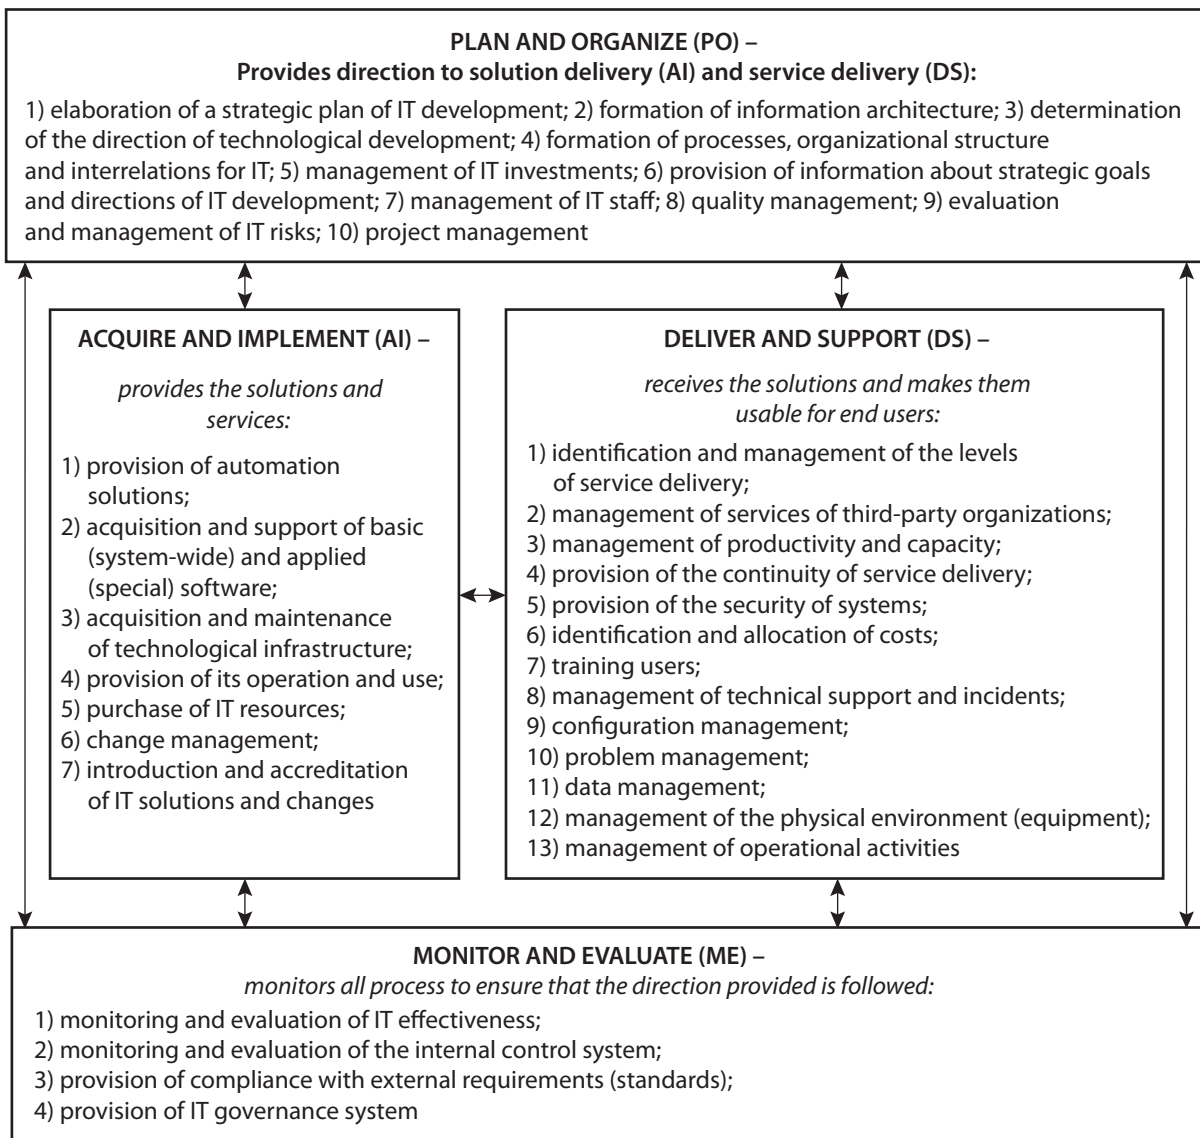 PLAN AND ORGANIZE (PO) –
Provides direction to solution delivery (AI) and service delivery (DS):
1) elaboration of a strategic plan of IT development; 2) formation of information architecture; 3) determination
of the direction of technological development; 4) formation of processes, organizational structure
and interrelations for IT; 5) management of IT investments; 6) provision of information about strategic goals
and directions of IT development; 7) management of IT staff; 8) quality management; 9) evaluation
and management of IT risks; 10) project management
ACQUIRE AND IMPLEMENT (AI) –
provides the solutions and
services:
1) provision of automation
solutions;
2) acquisition and support of basic
(system-wide) and applied
(special) software;
3) acquisition and maintenance
of technological infrastructure;
4) provision of its operation and use;
5) purchase of IT resources;
6) change management;
7) introduction and accreditation
of IT solutions and changes
DELIVER AND SUPPORT (DS) –
receives the solutions and makes them
usable for end users:
1) identification and management of the levels
of service delivery;
2) management of services of third-party organizations;
3) management of productivity and capacity;
4) provision of the continuity of service delivery;
5) provision of the security of systems;
6) identification and allocation of costs;
7) training users;
8) management of technical support and incidents;
9) configuration management;
10) problem management;
11) data management;
12) management of the physical environment (equipment);
13) management of operational activities
MONITOR AND EVALUATE (ME) –
monitors all process to ensure that the direction provided is followed:
1) monitoring and evaluation of IT effectiveness;
2) monitoring and evaluation of the internal control system;
3) provision of compliance with external requirements (standards);
4) provision of IT governance system